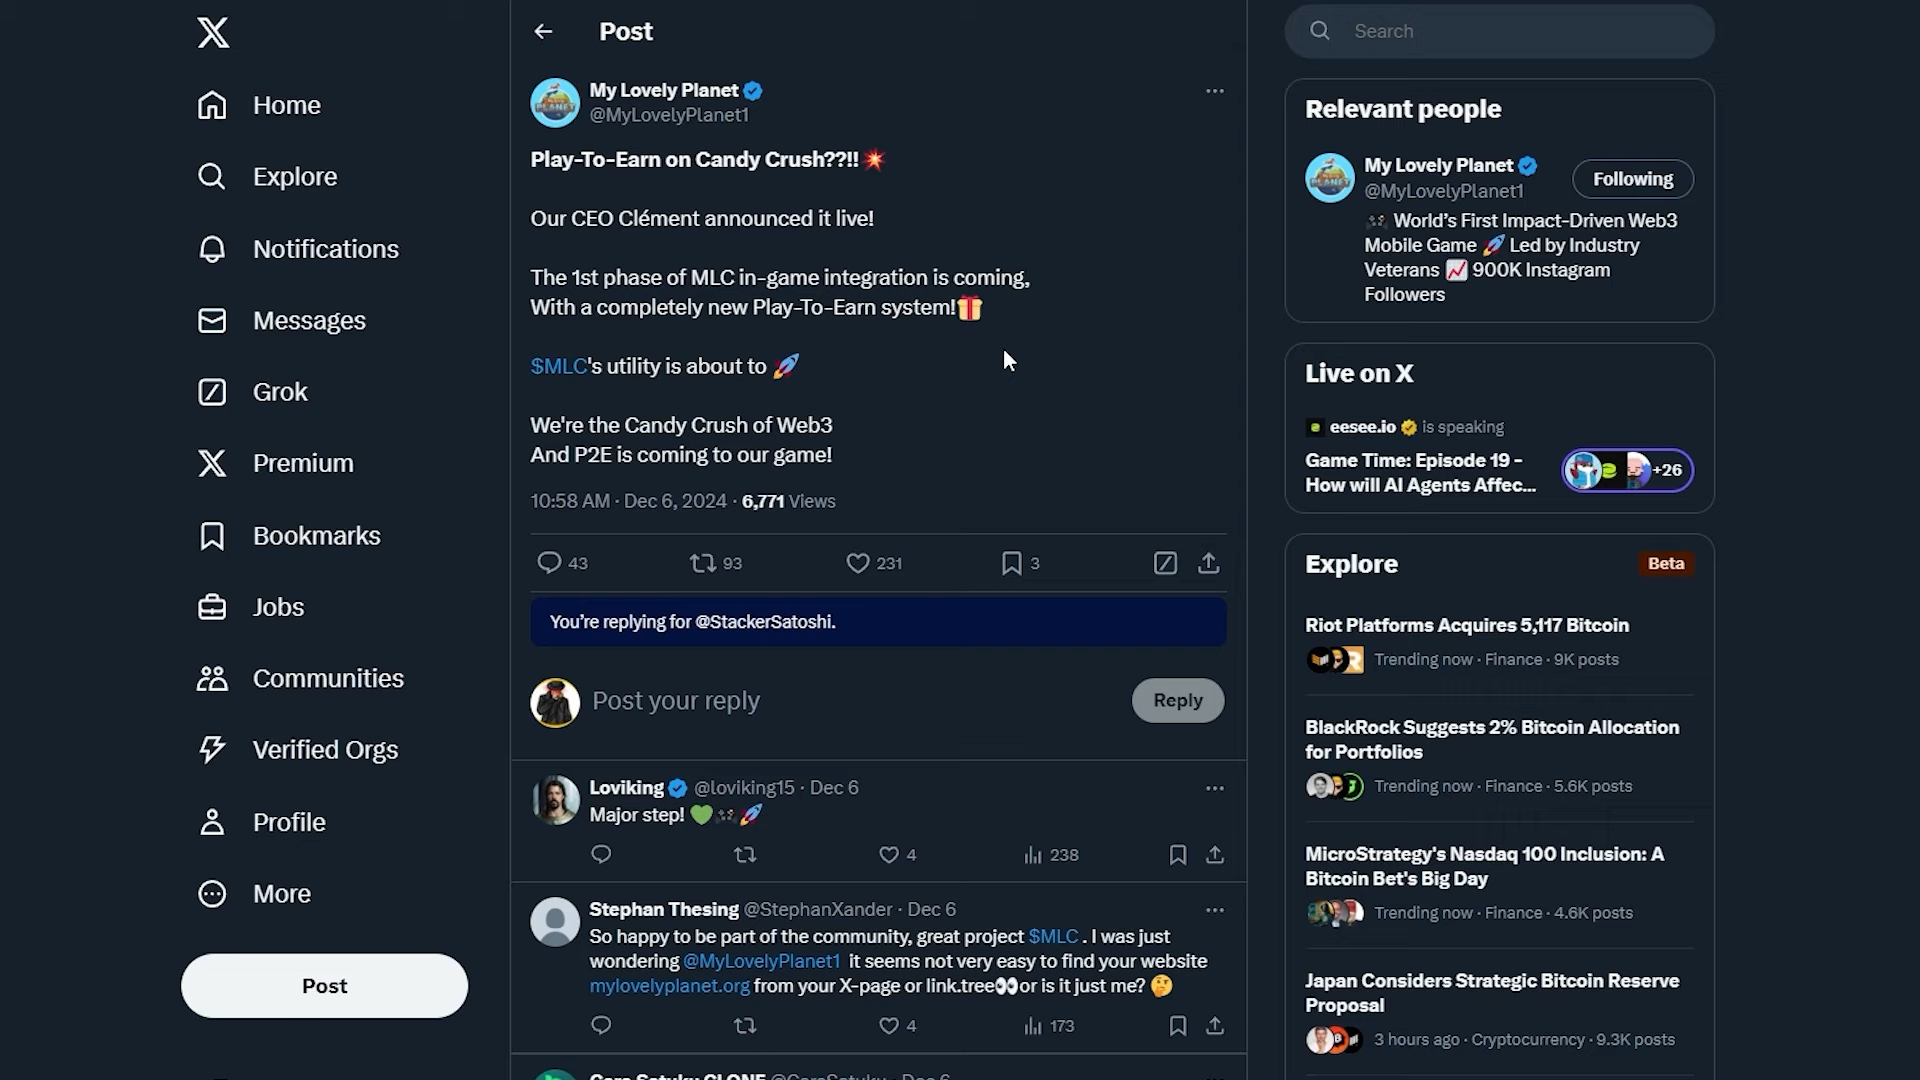 Home
Explore
Notifications
Messages
Grok
Premium
Bookmarks
Jobs
Communities
Verified Orgs
Profile
More
Post
Post
My Lovely Planet
@MyLovelyPlanet1
Play-To-Earn on Candy Crush??!!💥
Our CEO Clément announced it live!
The 1st phase of MLC in-game integration is coming,
With a completely new Play-To-Earn system!🎁
$MLC's utility is about to 🚀
We're the Candy Crush of Web3
And P2E is coming to our game!
10:58 AM · Dec 6, 2024 · 6,771 Views
43 93 231 3
You're replying for @StackerSatoshi.
Post your reply
Reply
Loviking @loviking15 · Dec 6
Major step! 💚🎮🚀
4 238
Stephan Thesing @StephanXander · Dec 6
So happy to be part of the community, great project $MLC . I was just
wondering @MyLovelyPlanet1 it seems not very easy to find your website
mylovelyplanet.org from your X-page or link.tree👀or is it just me? 🤔
4 173
Search
Relevant people
My Lovely Planet
@MyLovelyPlanet1
Following
🎮 World's First Impact-Driven Web3
Mobile Game 🚀 Led by Industry
Veterans 📈 900K Instagram
Followers
Live on X
eesee.io is speaking
Game Time: Episode 19 -
How will AI Agents Affec...
+26
Explore
Beta
Riot Platforms Acquires 5,117 Bitcoin
Trending now · Finance · 9K posts
BlackRock Suggests 2% Bitcoin Allocation
for Portfolios
Trending now · Finance · 5.6K posts
MicroStrategy's Nasdaq 100 Inclusion: A
Bitcoin Bet's Big Day
Trending now · Finance · 4.6K posts
Japan Considers Strategic Bitcoin Reserve
Proposal
3 hours ago · Cryptocurrency · 9.3K posts